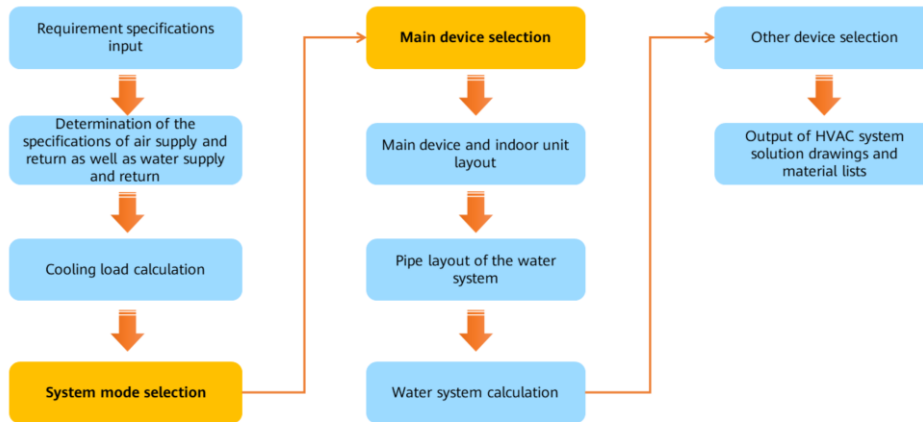 Requirement specifications
input
Determination of the
specifications of air supply and
return as well as water supply
and return
Cooling load calculation
System mode selection
Main device selection
Main device and indoor unit
layout
Pipe layout of the water
system
Water system calculation
Other device selection
Output of HVAC system
solution drawings and
material lists